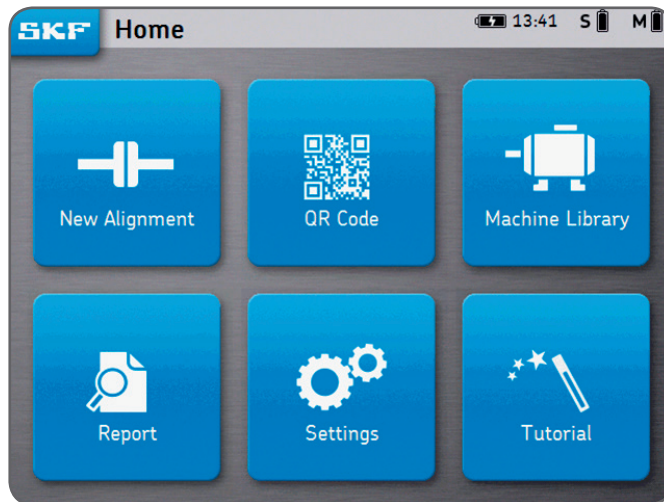 SKF Home 13:41 S M
New Alignment QR Code Machine Library
Report Settings Tutorial